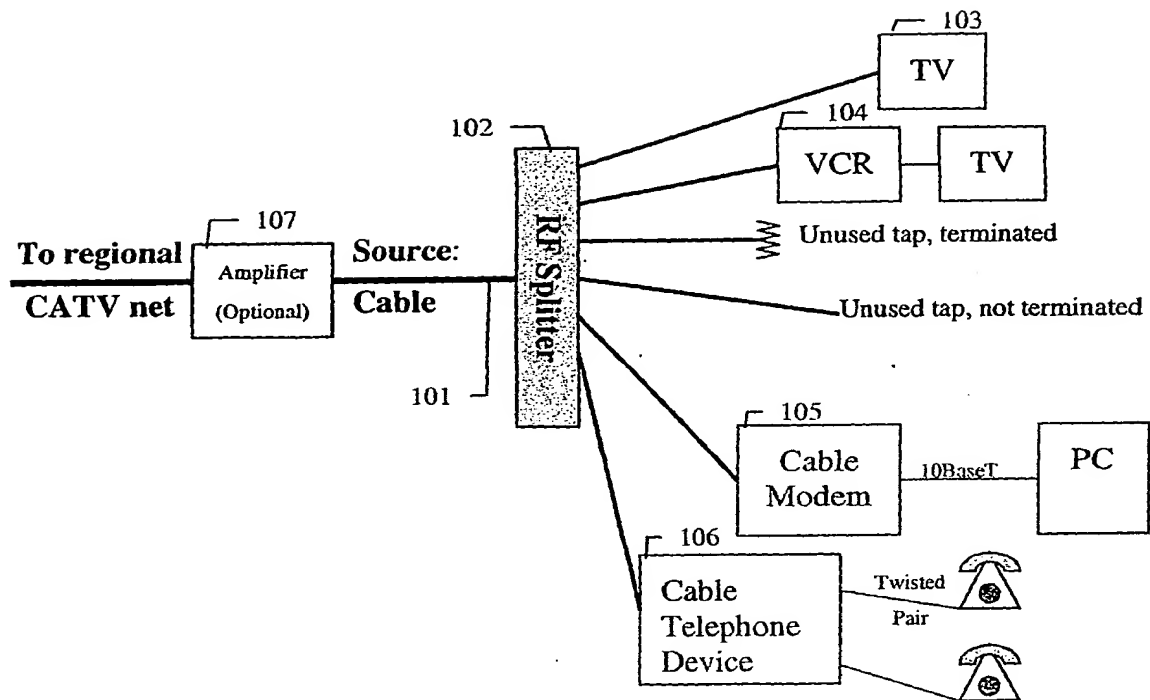 103
TV
102
104
VCR
TV
107
To regional
CATV net
Amplifier
(Optional)
Source:
Cable
RF Splitter
Unused tap, terminated
Unused tap, not terminated
101
105
Cable
Modem
10BaseT
PC
106
Cable
Telephone
Device
Twisted
Pair